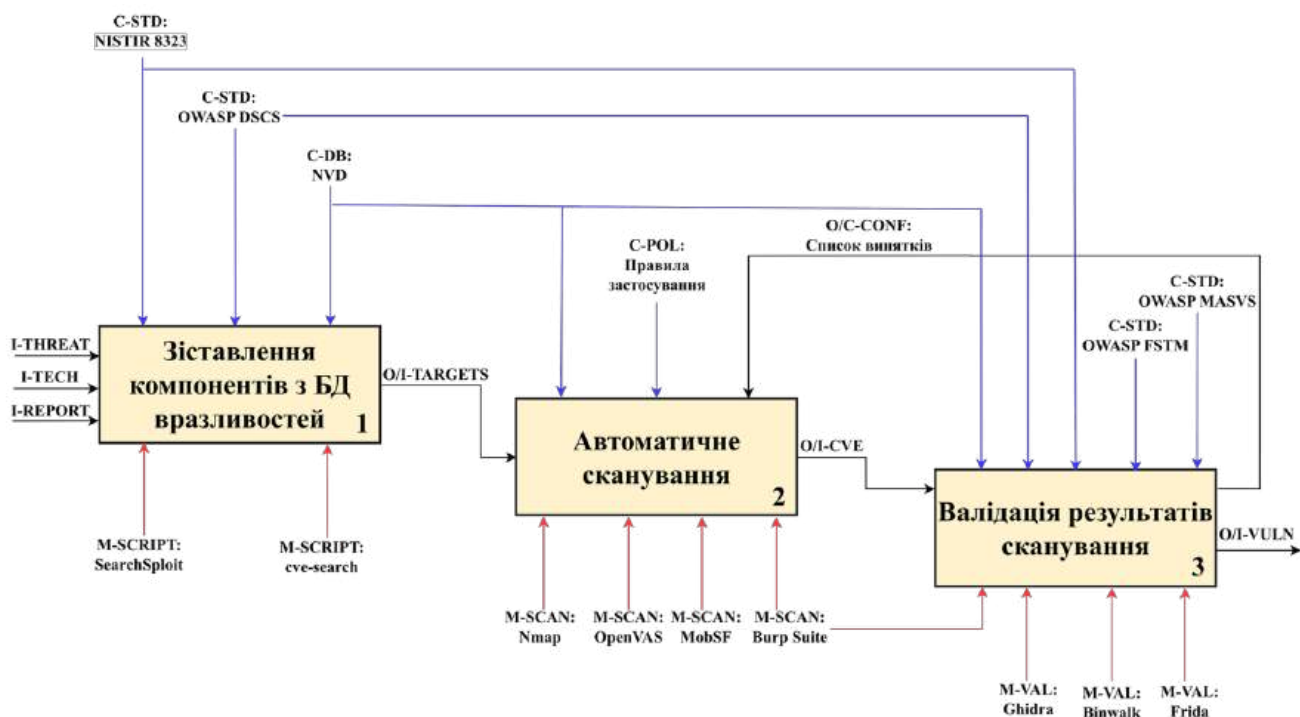 C-STD:
NISTIR 8323
C-STD:
OWASP DSCS
C-DB:
NVD
O/C-CONF:
Список винятків
C-POL:
Правила
застосування
C-STD:
OWASP MASVS
C-STD:
OWASP FSTM
I-THREAT
I-TECH
I-REPORT
Зіставлення
компонентів з БД
вразливостей
1
O/I-TARGETS
Автоматичне
сканування
2
O/I-CVE
Валідація результатів
сканування
3
O/I-VULN
M-SCRIPT:
SearchSploit
M-SCRIPT:
cve-search
M-SCAN:
Nmap
M-SCAN:
OpenVAS
M-SCAN:
MobSF
M-SCAN:
Burp Suite
M-VAL:
Ghidra
M-VAL:
Binwalk
M-VAL:
Frida